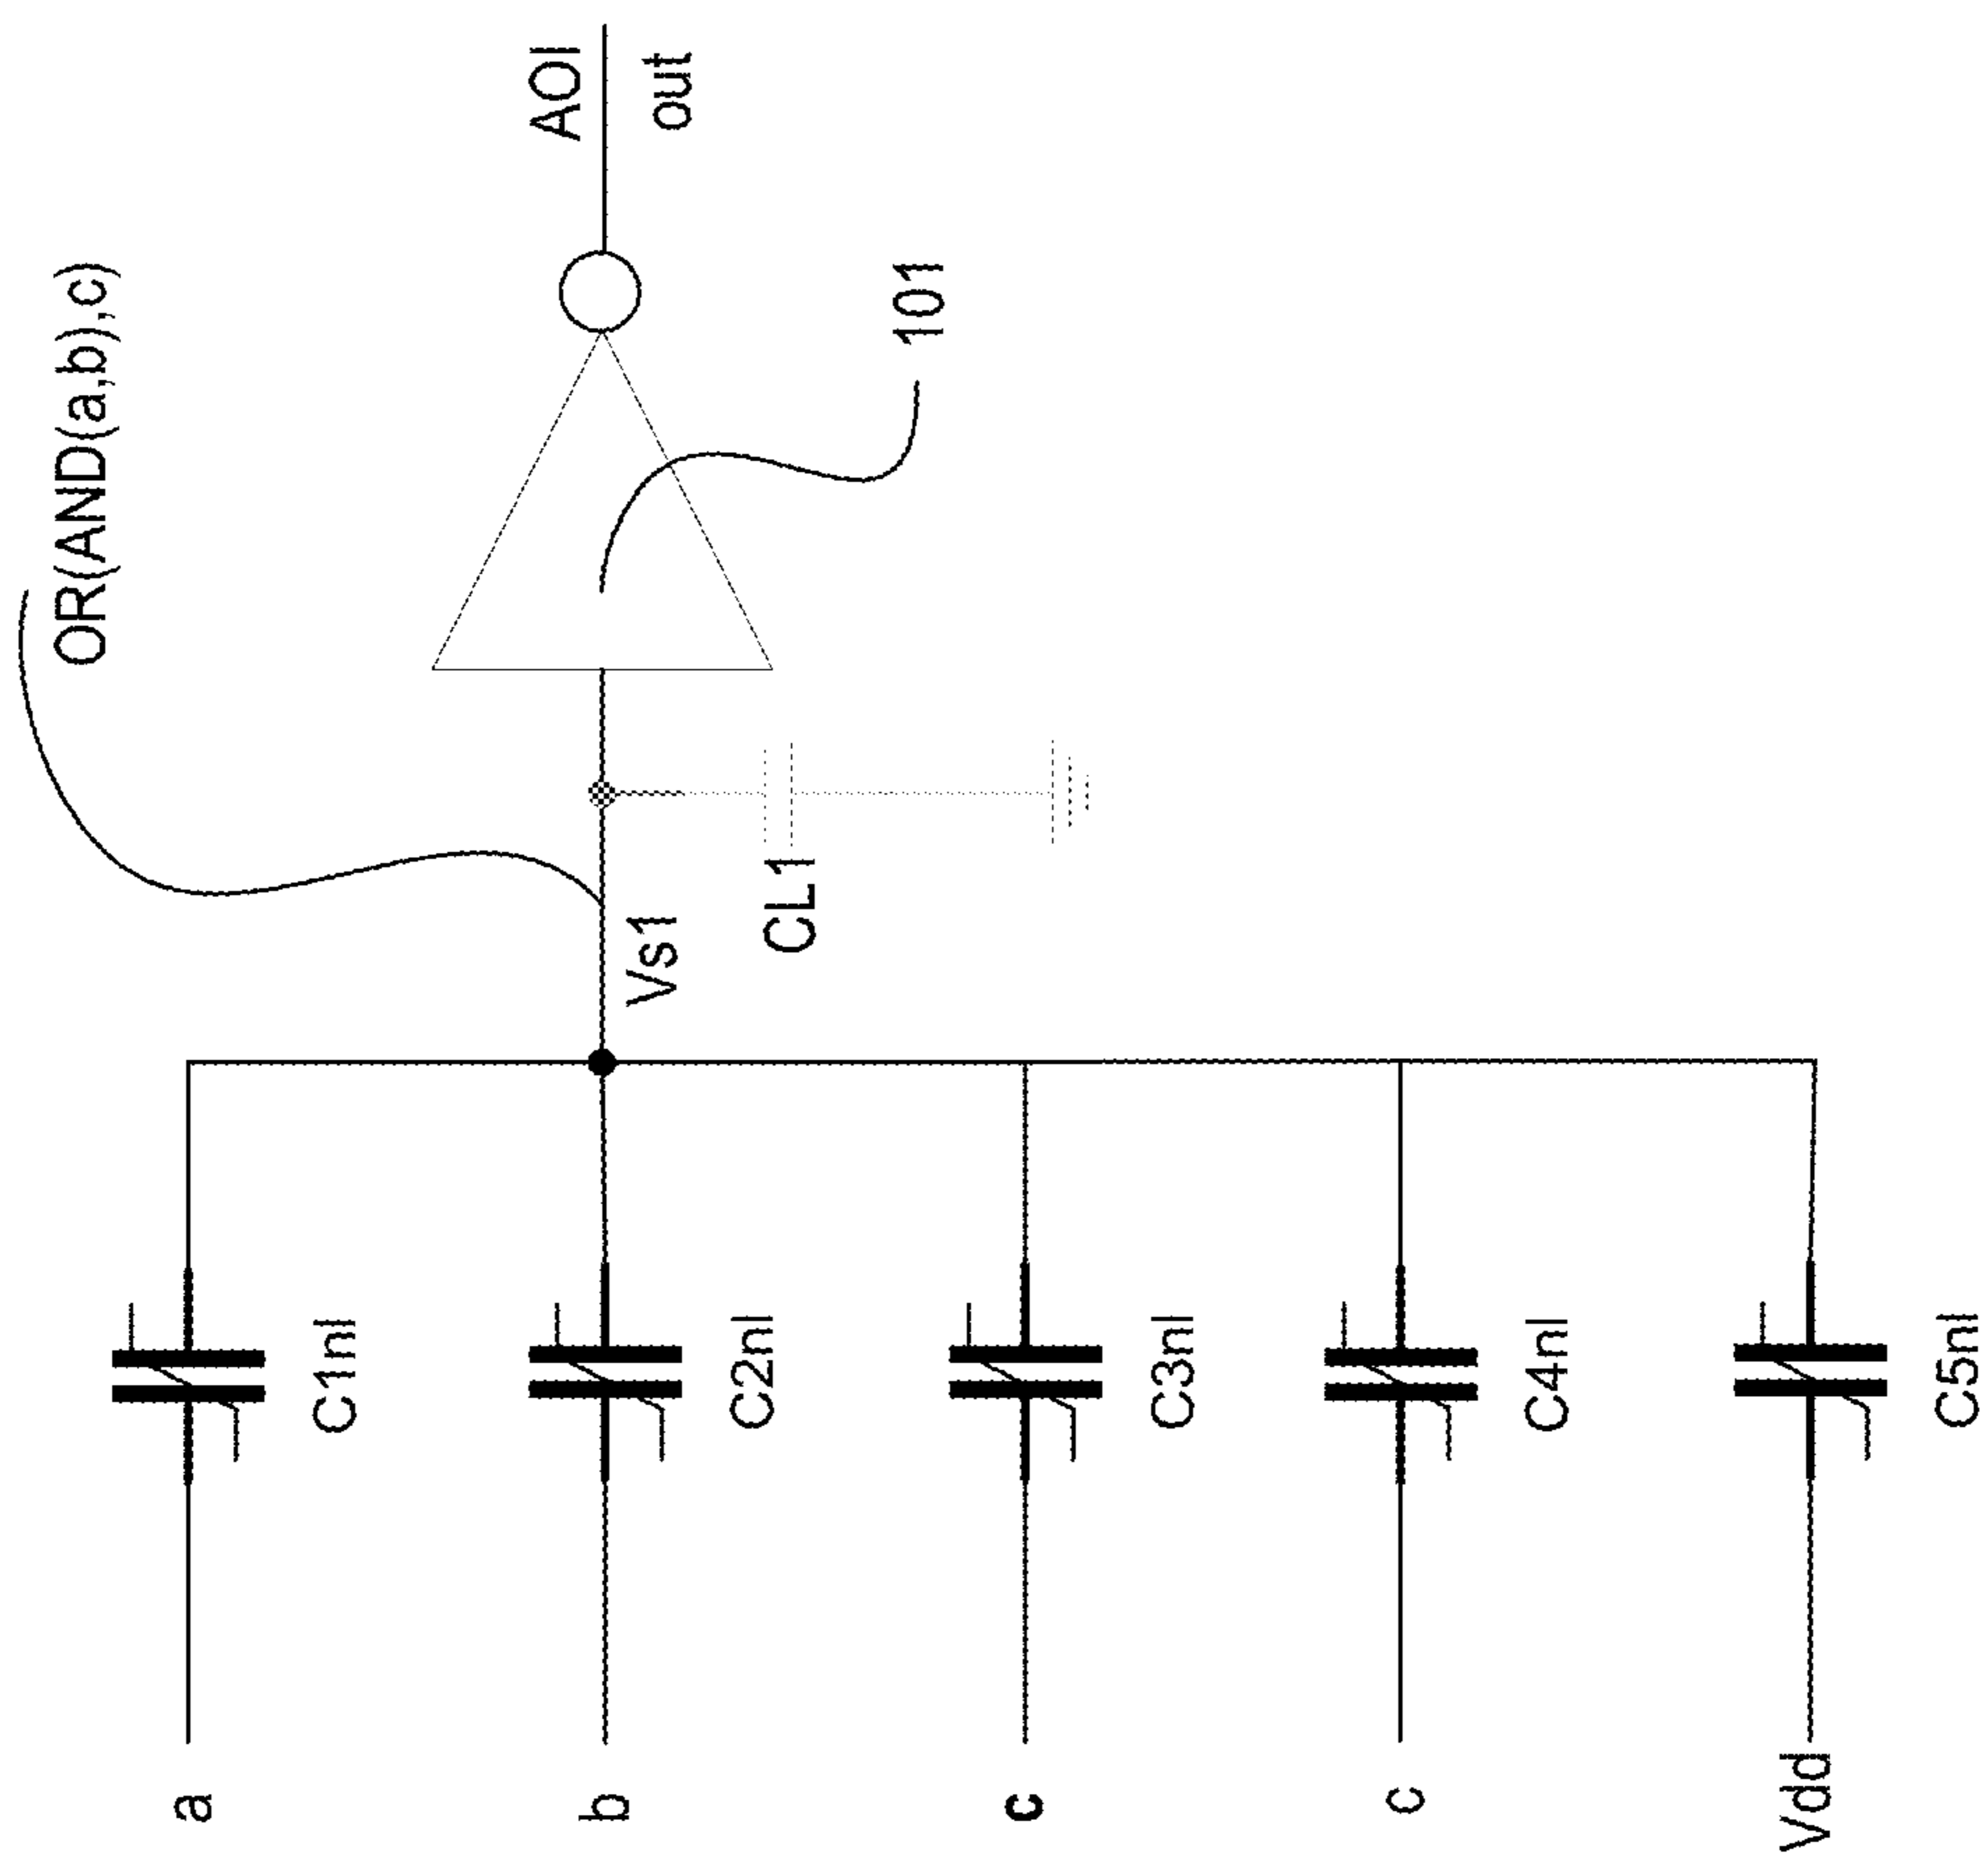 OR(AND(a,b),c)
a
C1nl
AOI
out
b
C2nl
Vs1
CL1
101
c
C3nl
c
C4nl
Vdd
C5nl